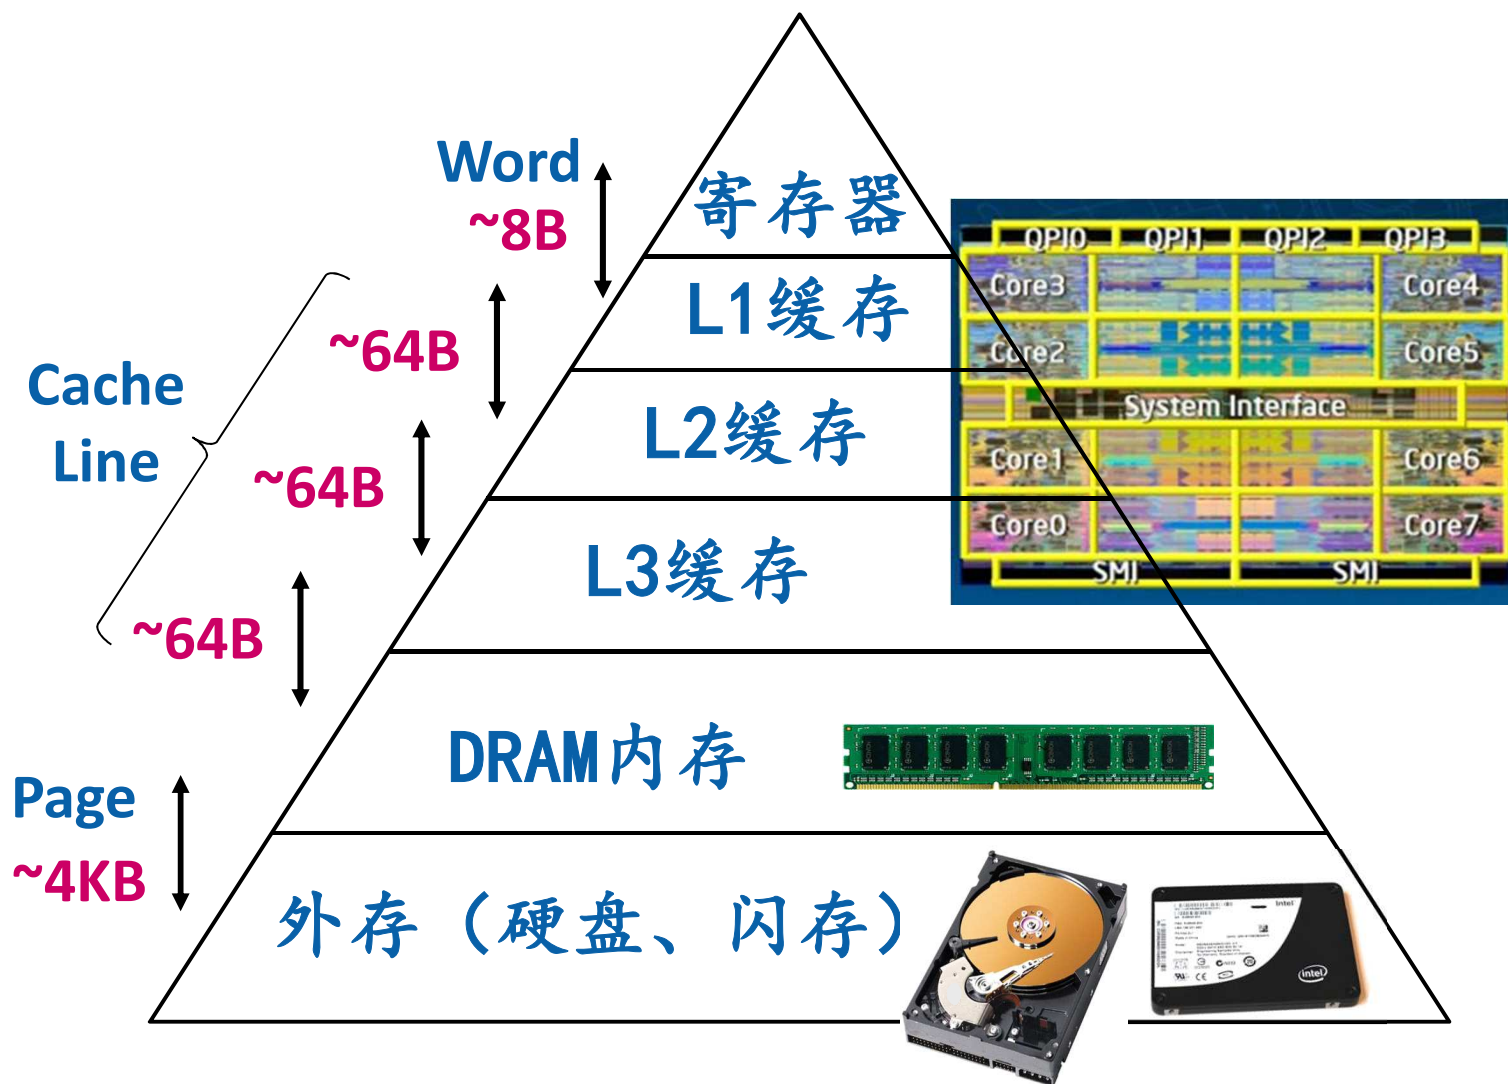 Word
~8B
寄存器
QPI0 QPI1 QPI2 QPI3
Core3 Core4
L1缓存
~64B
Core2 Core5
Cache
Line
System Interface
L2缓存
~64B
Core1 Core6
Core0 Core7
L3缓存
SMI SMI
~64B
DRAM内存
Page
~4KB
外存（硬盘、闪存）
intel
intel